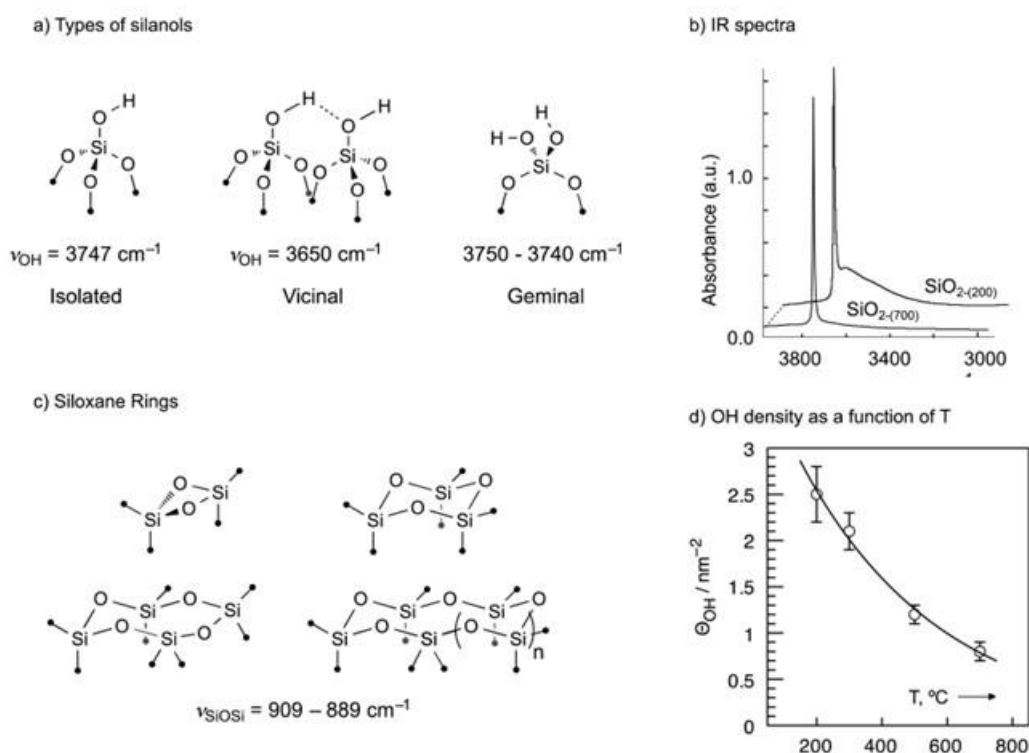 a) Types of silanols
O H
Si
O O
O
νOH = 3747 cm–1
Isolated
O H O H
Si O Si
O O O
O O
νOH = 3650 cm–1
Vicinal
H
H O O
Si
O O
3750 - 3740 cm–1
Geminal
b) IR spectra
Absorbance (a.u.)
1.0
0.0
SiO2-(200)
SiO2-(700)
3800 3400 3000
c) Siloxane Rings
O Si
Si O
O Si O
Si O Si
O Si O Si
Si O Si O
O Si O Si O
Si O Si ( O Si )n
νSiOSi = 909 – 889 cm–1
d) OH density as a function of T
3
2.5
2
1.5
1
0.5
0
ΘOH / nm–2
T, ºC
200 400 600 800